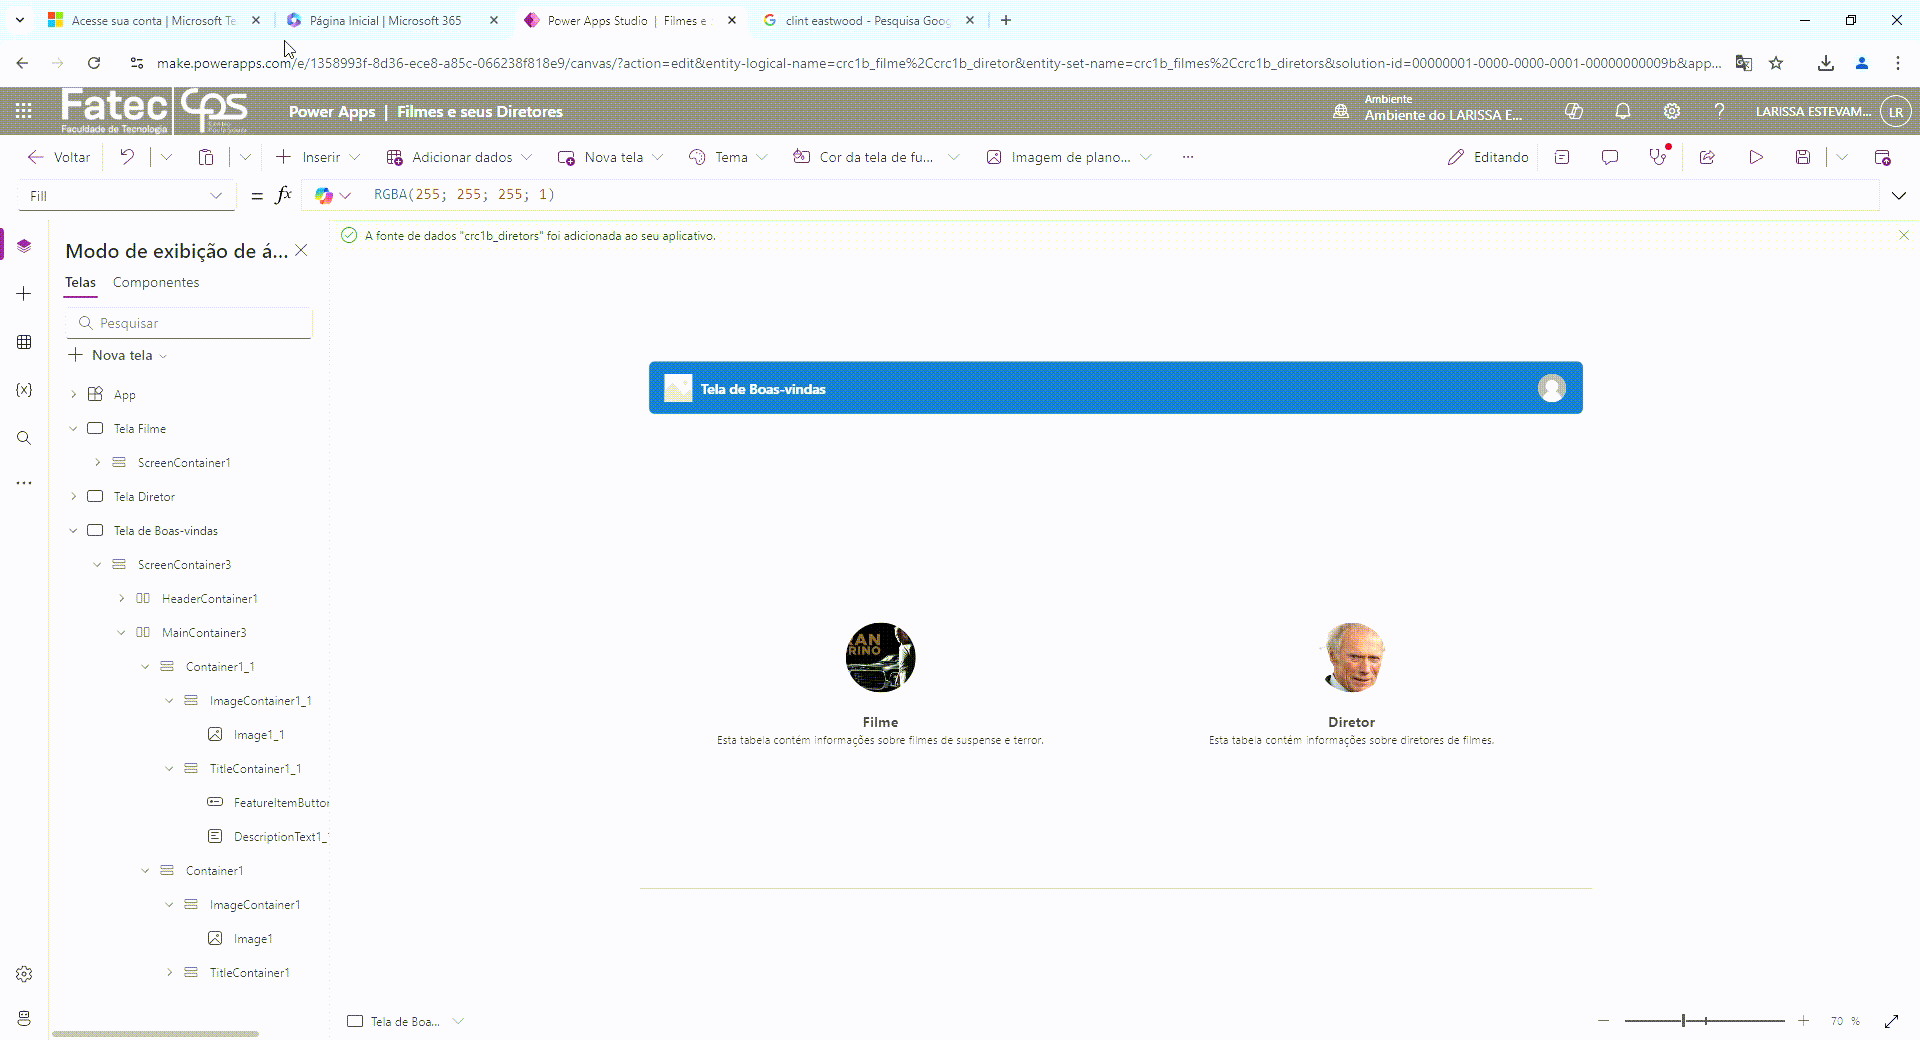 Acesse sua conta | Microsoft Te
Página Inicial | Microsoft 365
Power Apps Studio | Filmes e
clint eastwood - Pesquisa Goog
make.powerapps.com/e/1358993f-8d36-ece8-a85c-066238f818e9/canvas/?action=edit&entity-logical-name=crc1b_filme%2Ccrc1b_diretor&entity-set-name=crc1b_filmes%2Ccrc1b_diretors&solution-id=00000001-0000-0000-0001-00000000009b&app...
Fatec
Faculdade de Tecnologia
CPS
Power Apps | Filmes e seus Diretores
Ambiente
Ambiente do LARISSA E...
LARISSA ESTEVAM...
LR
Voltar
Inserir
Adicionar dados
Nova tela
Tema
Cor da tela de fu...
Imagem de plano...
...
Editando
Fill
= fx
RGBA(255; 255; 255; 1)
A fonte de dados "crc1b_diretors" foi adicionada ao seu aplicativo.
Modo de exibição de á...
Telas
Componentes
Pesquisar
Nova tela
App
Tela Filme
ScreenContainer1
Tela Diretor
Tela de Boas-vindas
ScreenContainer3
HeaderContainer1
MainContainer3
Container1_1
ImageContainer1_1
Image1_1
TitleContainer1_1
FeatureItemButton
DescriptionText1_
Container1
ImageContainer1
Image1
TitleContainer1
Tela de Boas-vindas
RAN
RINO
Filme
Esta tabela contém informações sobre filmes de suspense e terror.
Diretor
Esta tabela contém informações sobre diretores de filmes.
Tela de Boa...
70 %